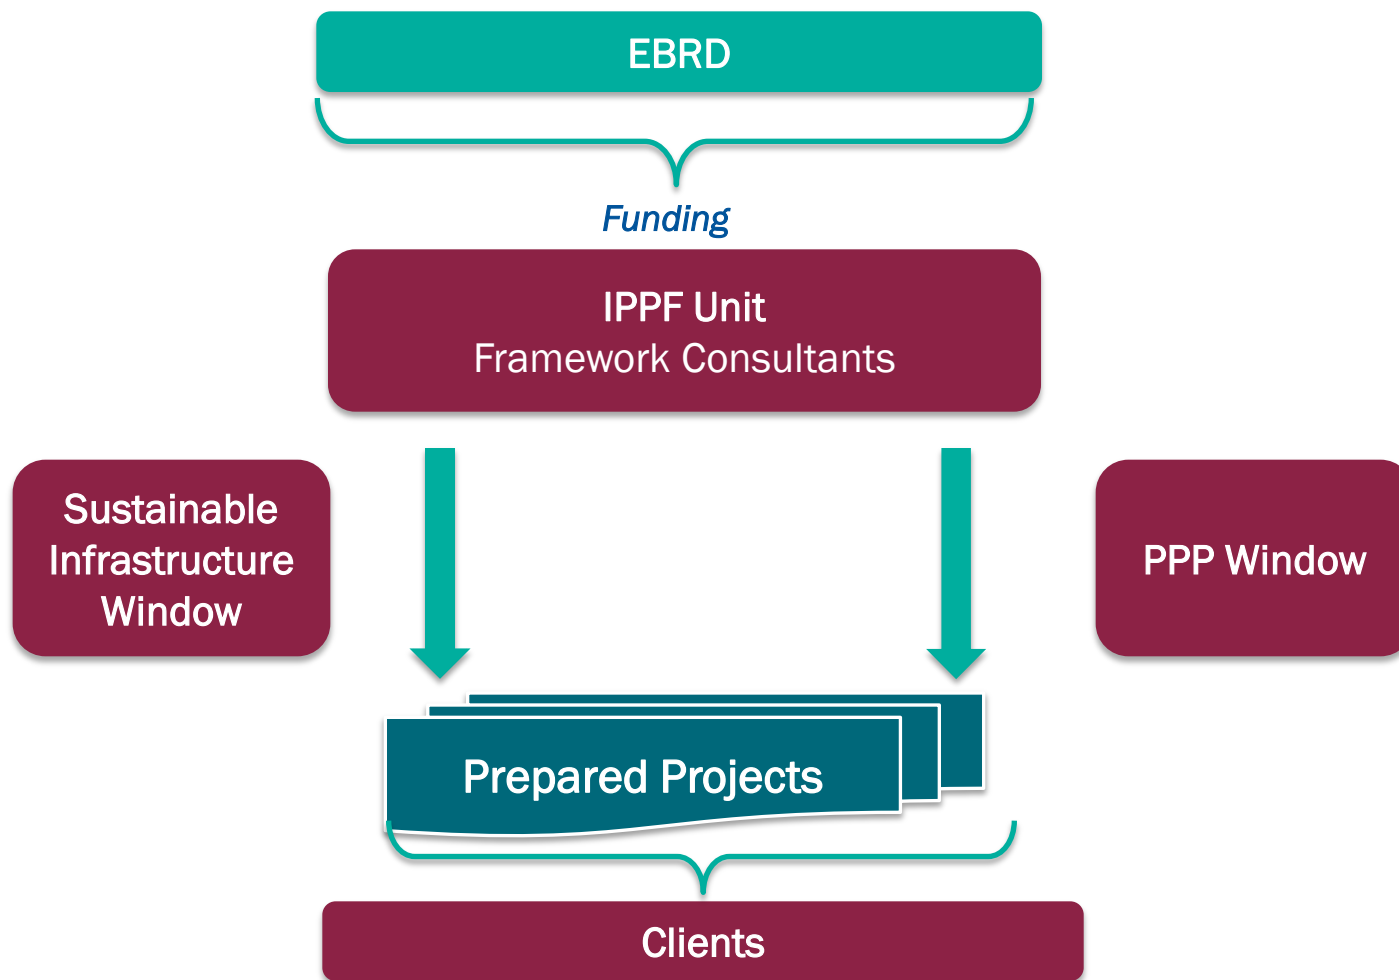 EBRD
Funding
IPPF Unit
Framework Consultants
Sustainable
Infrastructure
Window
PPP Window
Prepared Projects
Clients